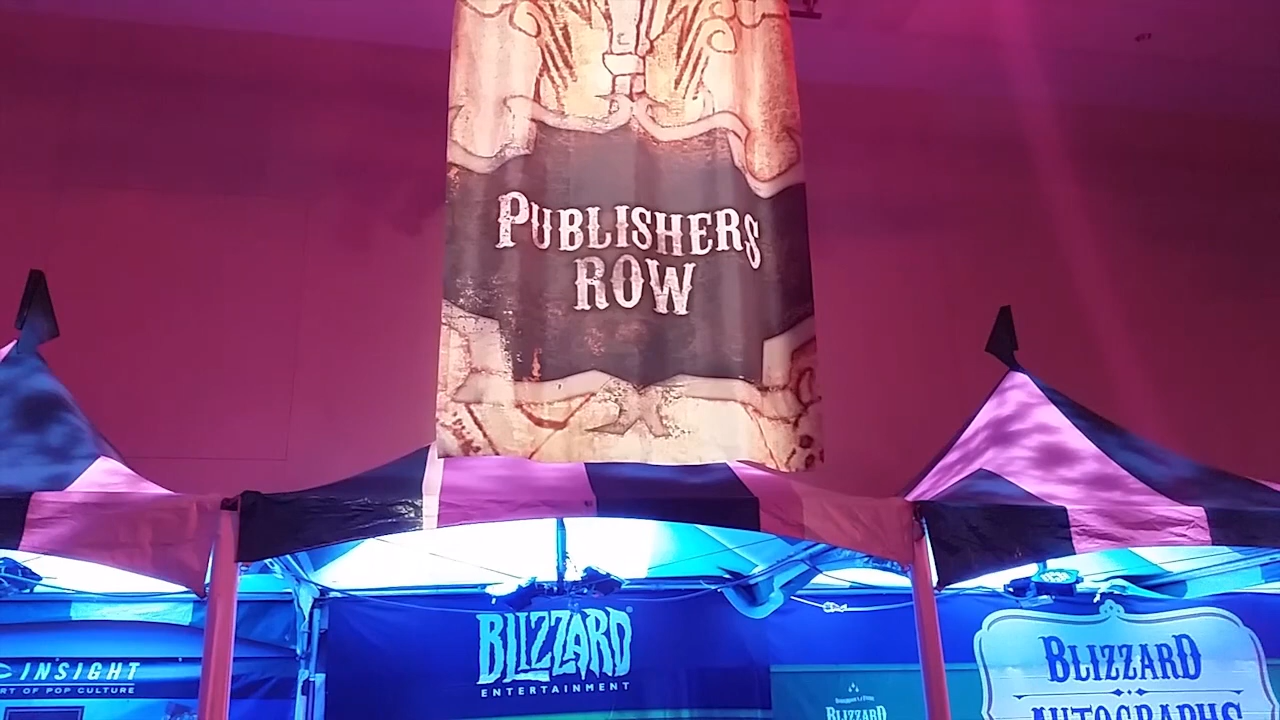 PUBLISHERS
ROW
INSIGHT
ART OF POP CULTURE
BLIZZARD®
ENTERTAINMENT
BLIZZARD
BLIZZARD
AUTOGRAPHS